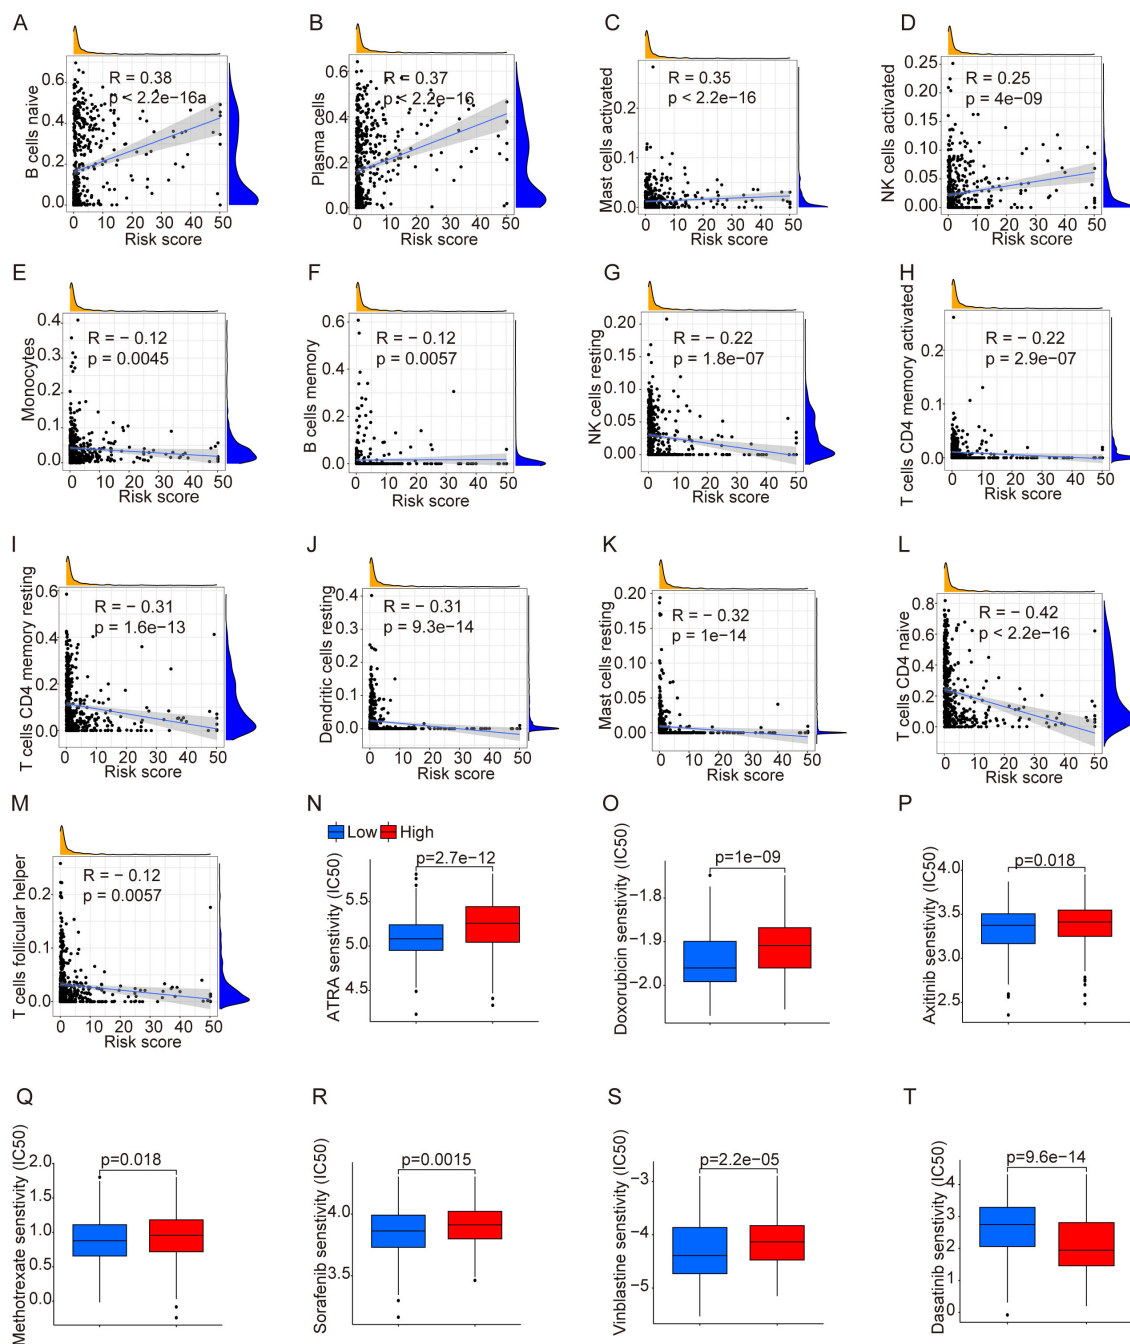 A
B cells naive
R = 0.38
p < 2.2e-16a
0.6
0.4
0.2
0.0
0 10 20 30 40 50
Risk score
B
Plasma cells
R = 0.37
p < 2.2e-16
0.6
0.4
0.2
0.0
0 10 20 30 40 50
Risk score
C
Mast cells activated
R = 0.35
p < 2.2e-16
0.3
0.2
0.1
0.0
0 10 20 30 40 50
Risk score
D
NK cells activated
R = 0.25
p = 4e-09
0.25
0.20
0.15
0.10
0.05
0.00
0 10 20 30 40 50
Risk score
E
Monocytes
R = - 0.12
p = 0.0045
0.4
0.3
0.2
0.1
0.0
0 10 20 30 40 50
Risk score
F
B cells memory
R = - 0.12
p = 0.0057
0.6
0.4
0.2
0.0
0 10 20 30 40 50
Risk score
G
NK cells resting
R = - 0.22
p = 1.8e-07
0.20
0.15
0.10
0.05
0.00
0 10 20 30 40 50
Risk score
H
T cells CD4 memory activated
R = - 0.22
p = 2.9e-07
0.2
0.1
0.0
0 10 20 30 40 50
Risk score
I
T cells CD4 memory resting
R = - 0.31
p = 1.6e-13
0.6
0.4
0.2
0.0
0 10 20 30 40 50
Risk score
J
Dendritic cells resting
R = - 0.31
p = 9.3e-14
0.4
0.3
0.2
0.1
0.0
0 10 20 30 40 50
Risk score
K
Mast cells resting
R = - 0.32
p = 1e-14
0.20
0.15
0.10
0.05
0.00
0 10 20 30 40 50
Risk score
L
T cells CD4 naive
R = - 0.42
p < 2.2e-16
0.8
0.6
0.4
0.2
0.0
0 10 20 30 40 50
Risk score
M
T cells follicular helper
R = - 0.12
p = 0.0057
0.2
0.1
0.0
0 10 20 30 40 50
Risk score
N
Low High
ATRA senstivity (IC50)
p=2.7e-12
5.5
5.0
4.5
O
Doxorubicin senstivity (IC50)
p=1e-09
-1.8
-1.9
-2.0
P
Axitinib senstivity (IC50)
p=0.018
4.0
3.5
3.0
2.5
Q
Methotrexate senstivity (IC50)
p=0.018
2.0
1.5
1.0
0.5
0.0
R
Sorafenib senstivity (IC50)
p=0.0015
4.0
3.5
S
Vinblastine senstivity (IC50)
p=2.2e-05
-3
-4
-5
T
Dasatinib senstivity (IC50)
p=9.6e-14
4
3
2
1
0